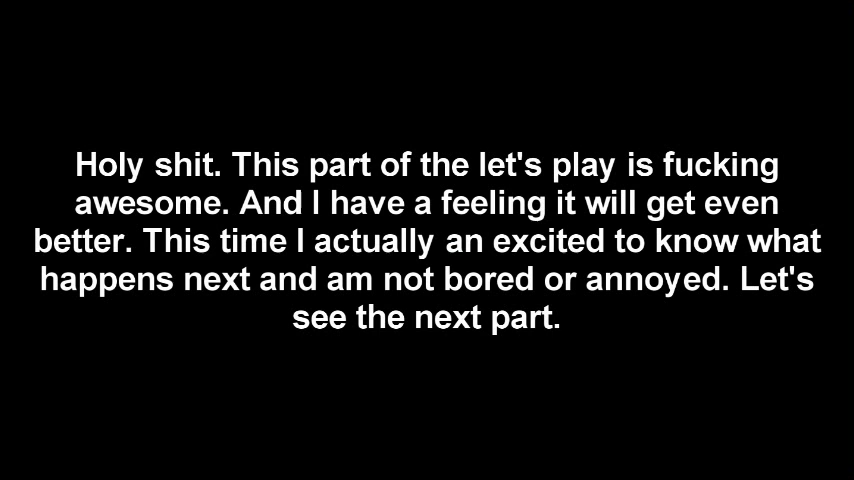 Holy shit. This part of the let's play is fucking
awesome. And I have a feeling it will get even
better. This time I actually an excited to know what
happens next and am not bored or annoyed. Let's
see the next part.